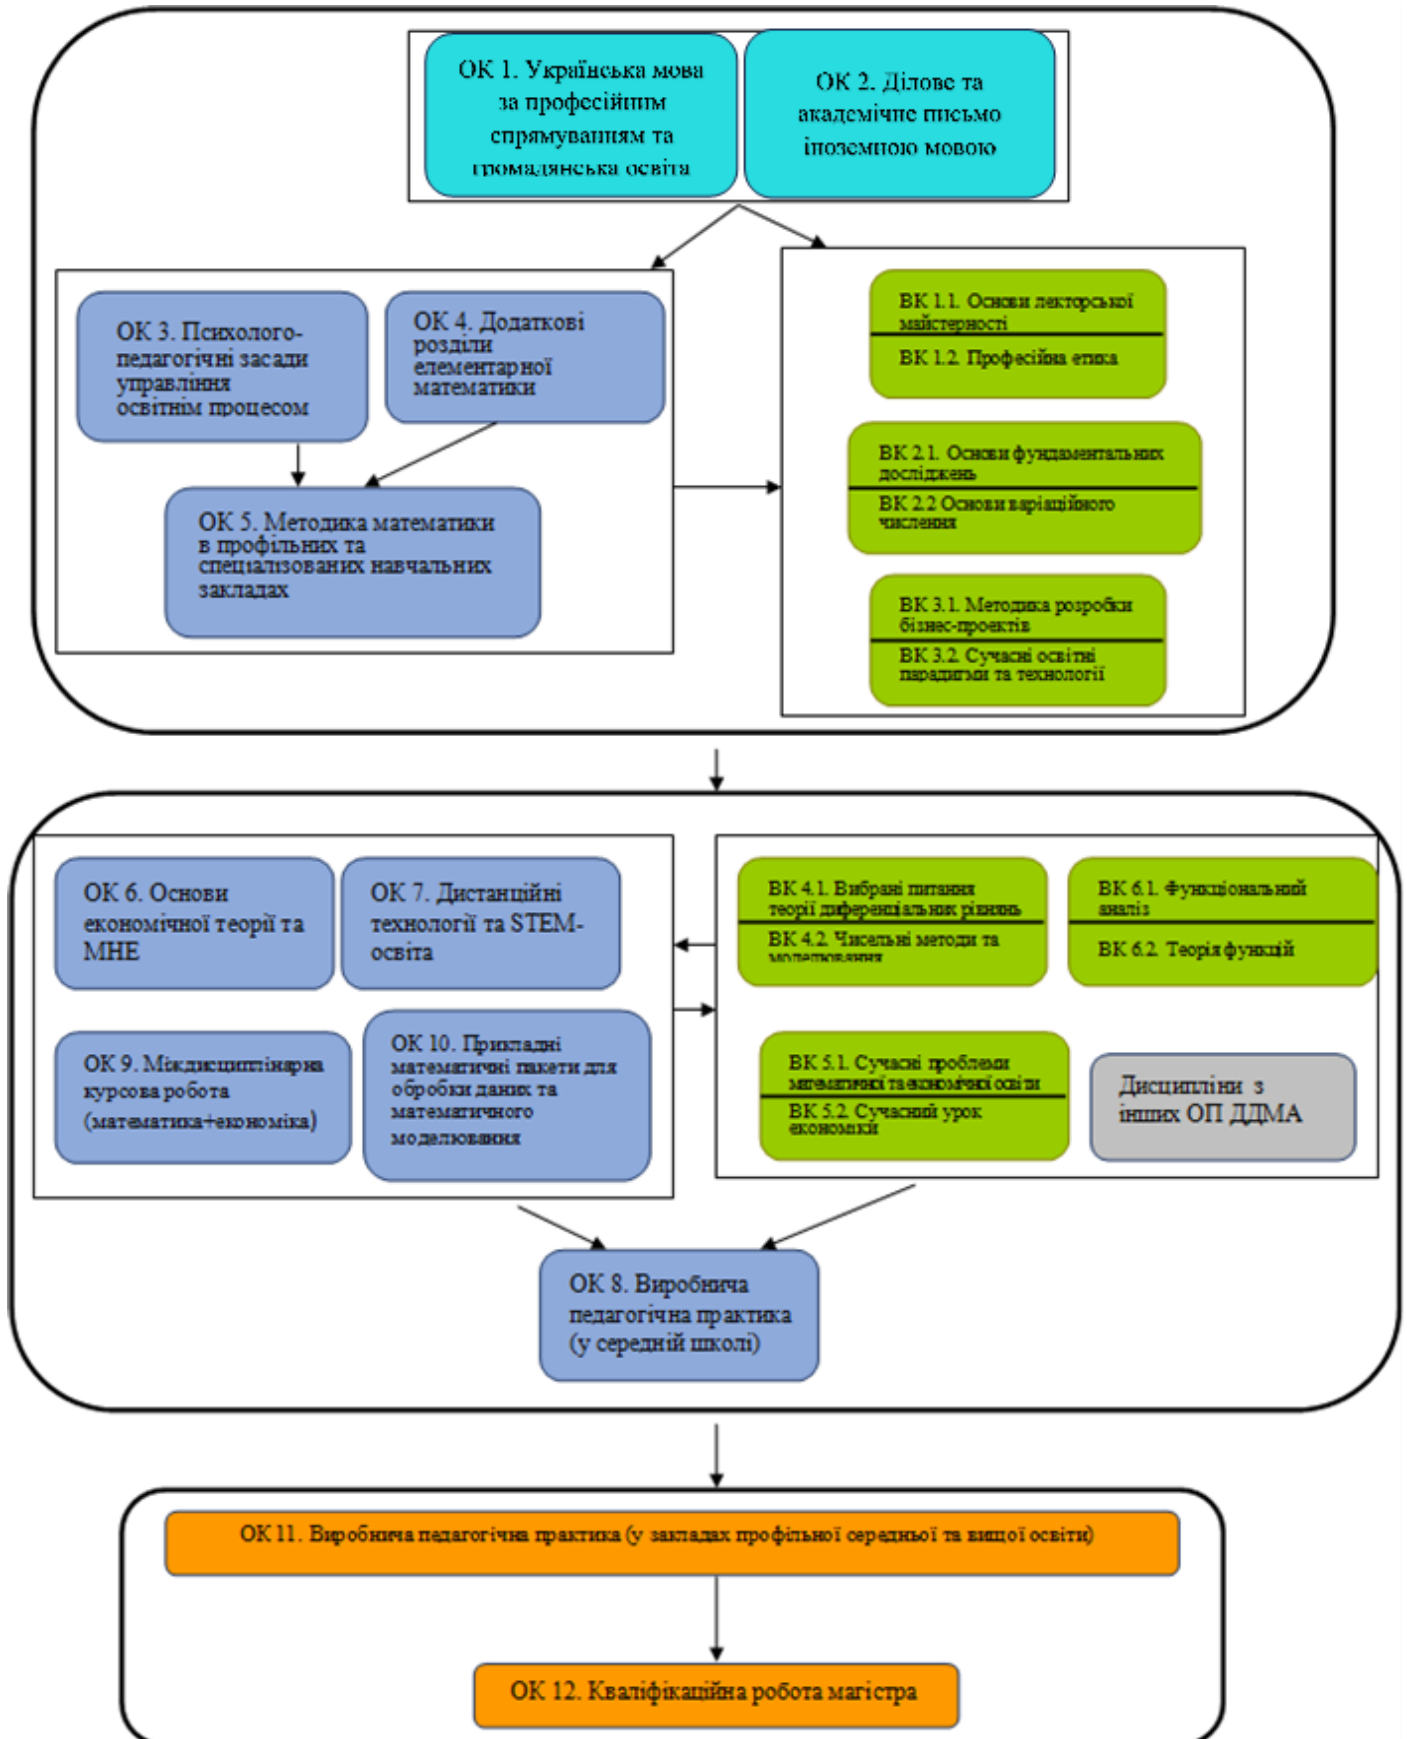 ОК 1. Українська мова
за професійним
спрямуванням та
громадянська освіта
ОК 2. Ділове та
академічне письмо
іноземною мовою
ОК 3. Психолого-
педагогічні засади
управління
освітнім процесом
ОК 4. Додаткові
розділи
елементарної
математики
ОК 5. Методика математики
в профільних та
спеціалізованих навчальних
закладах
ВК 1.1. Основи лекторської
майстерності
ВК 1.2. Професійна етика
ВК 2.1. Основи фундаментальних
досліджень
ВК 2.2 Основи варіаційного
числення
ВК 3.1. Методика розробки
бізнес-проектів
ВК 3.2. Сучасні освітні
парадигми та технології
ОК 6. Основи
економічної теорії та
МНЕ
ОК 7. Дистанційні
технології та STEM-
освіта
ОК 9. Міждисциплінарна
курсова робота
(математика+економіка)
ОК 10. Прикладні
математичні пакети для
обробки даних та
математичного
моделювання
ВК 4.1. Вибрані питання
теорії диференціальних рівнянь
ВК 4.2. Чисельні методи та
моделювання
ВК 6.1. Функціональний
аналіз
ВК 6.2. Теорія функцій
ВК 5.1. Сучасні проблеми
математичної та економічної освіти
ВК 5.2. Сучасний урок
економіки
Дисципліни з
інших ОП ДДМА
ОК 8. Виробнича
педагогічна практика
(у середній школі)
ОК 11. Виробнича педагогічна практика (у закладах профільної середньої та вищої освіти)
ОК 12. Кваліфікаційна робота магістра